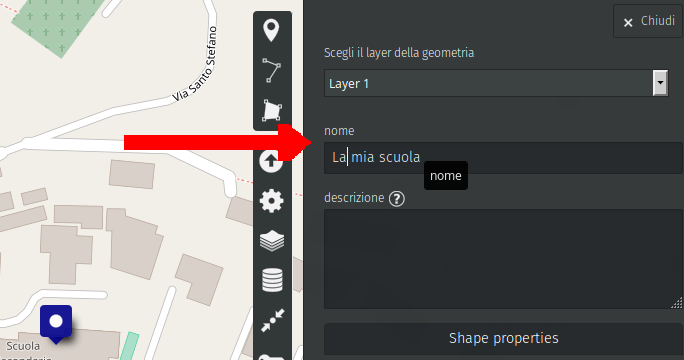 Chiudi
Scegli il layer della geometria
Layer 1
nome
La mia scuola
nome
descrizione ?
Shape properties
Via Santo Stefano
Scuola